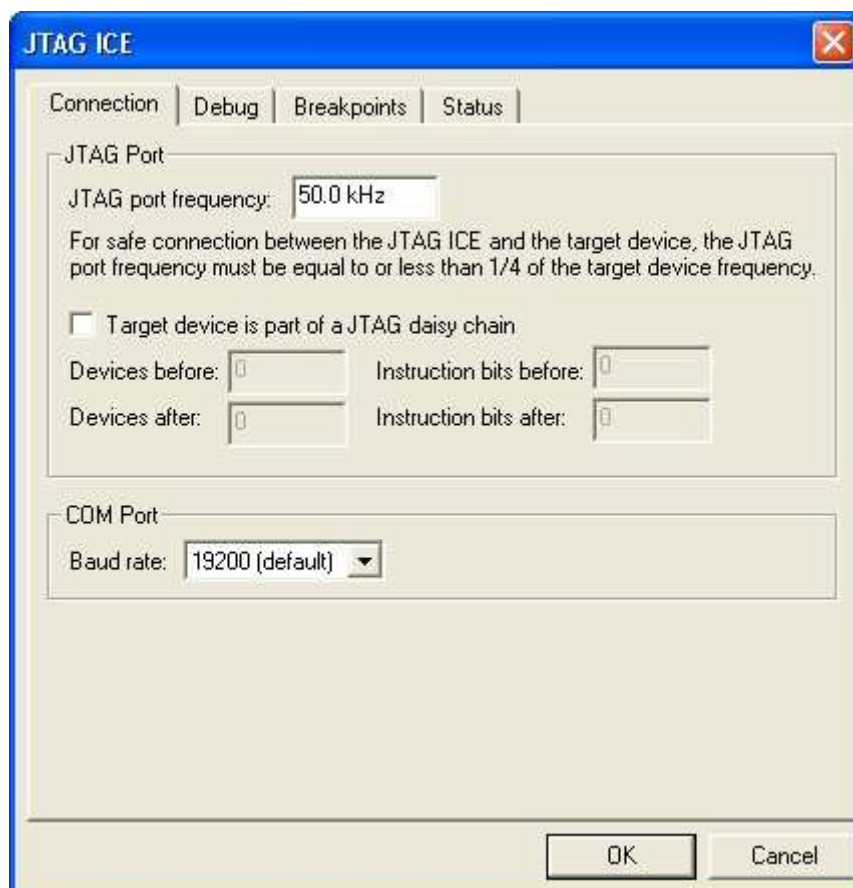 JTAG ICE
Connection Debug Breakpoints Status
JTAG Port
JTAG port frequency: 50.0 kHz
For safe connection between the JTAG ICE and the target device, the JTAG
port frequency must be equal to or less than 1/4 of the target device frequency.
Target device is part of a JTAG daisy chain
Devices before: 0 Instruction bits before: 0
Devices after: 0 Instruction bits after: 0
COM Port
Baud rate: 19200 (default)
OK Cancel